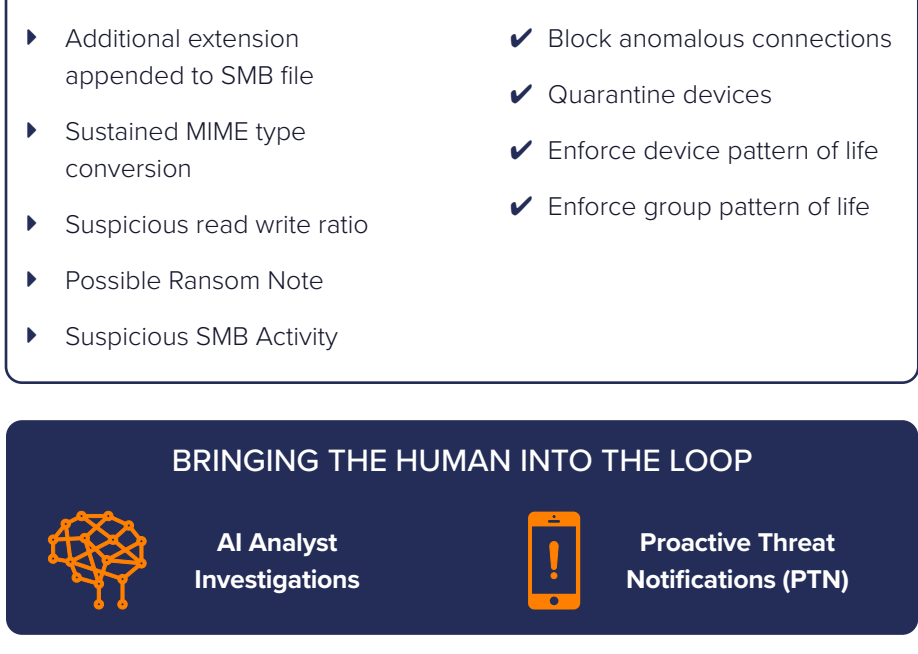 Additional extension
appended to SMB file
Sustained MIME type
conversion
Suspicious read write ratio
Possible Ransom Note
Suspicious SMB Activity
Block anomalous connections
Quarantine devices
Enforce device pattern of life
Enforce group pattern of life
BRINGING THE HUMAN INTO THE LOOP
AI Analyst
Investigations
Proactive Threat
Notifications (PTN)